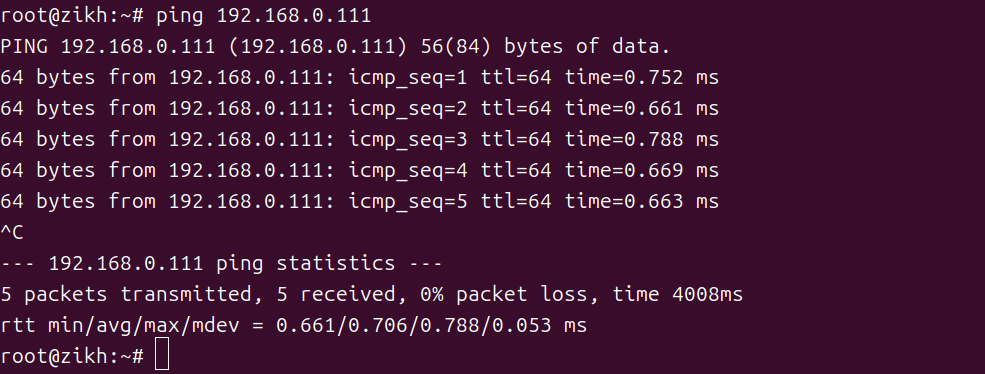 root@zikh:~# ping 192.168.0.111
PING 192.168.0.111 (192.168.0.111) 56(84) bytes of data.
64 bytes from 192.168.0.111: icmp_seq=1 ttl=64 time=0.752 ms
64 bytes from 192.168.0.111: icmp_seq=2 ttl=64 time=0.661 ms
64 bytes from 192.168.0.111: icmp_seq=3 ttl=64 time=0.788 ms
64 bytes from 192.168.0.111: icmp_seq=4 ttl=64 time=0.669 ms
64 bytes from 192.168.0.111: icmp_seq=5 ttl=64 time=0.663 ms
^C
--- 192.168.0.111 ping statistics ---
5 packets transmitted, 5 received, 0% packet loss, time 4008ms
rtt min/avg/max/mdev = 0.661/0.706/0.788/0.053 ms
root@zikh:~#